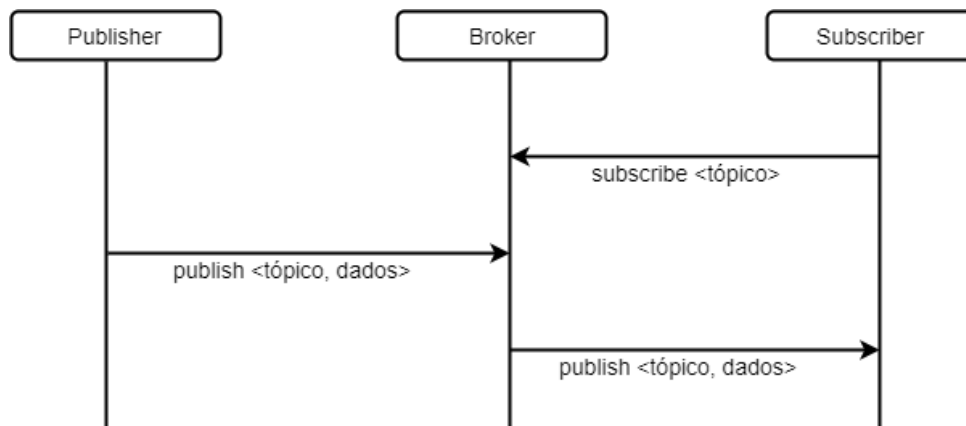 Publisher
Broker
Subscriber
subscribe <tópico>
publish <tópico, dados>
publish <tópico, dados>